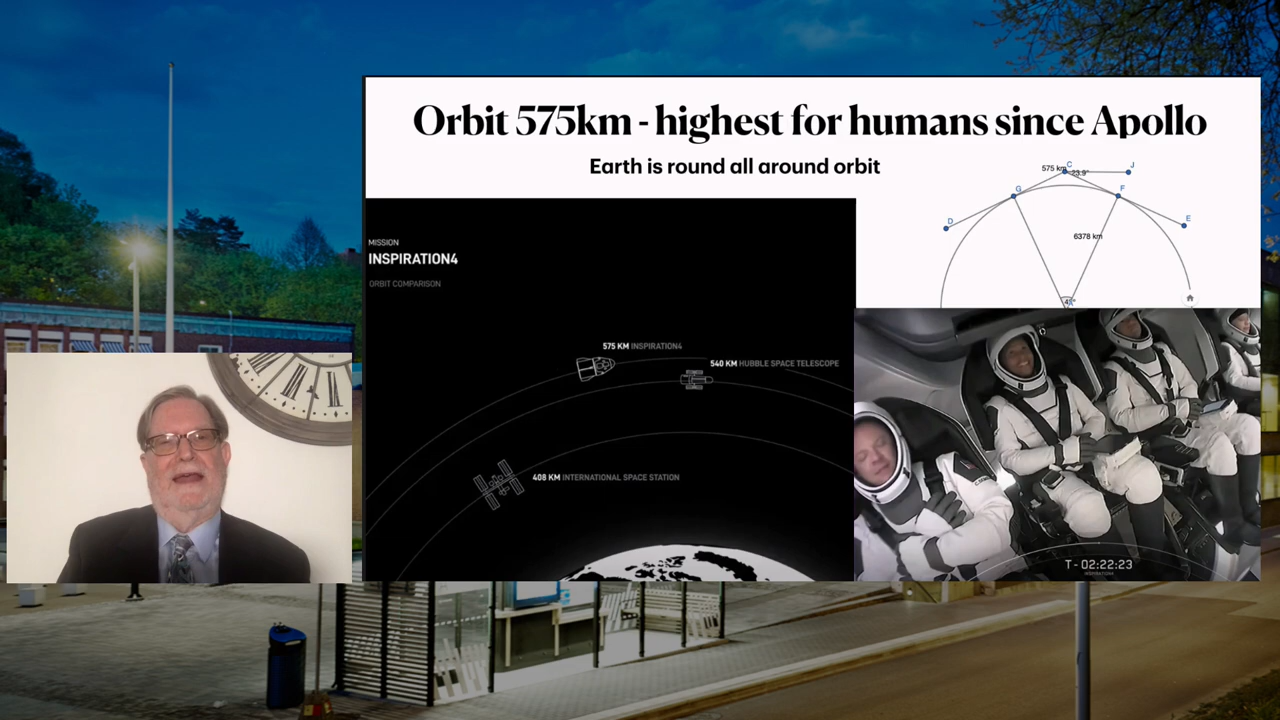 Orbit 575km - highest for humans since Apollo
Earth is round all around orbit
575 km
C
23.9°
J
G
F
D
E
6378 km
MISSION
INSPIRATION4
ORBIT COMPARISON
575 KM INSPIRATION4
540 KM HUBBLE SPACE TELESCOPE
408 KM INTERNATIONAL SPACE STATION
T - 02:22:23
INSPIRATION4